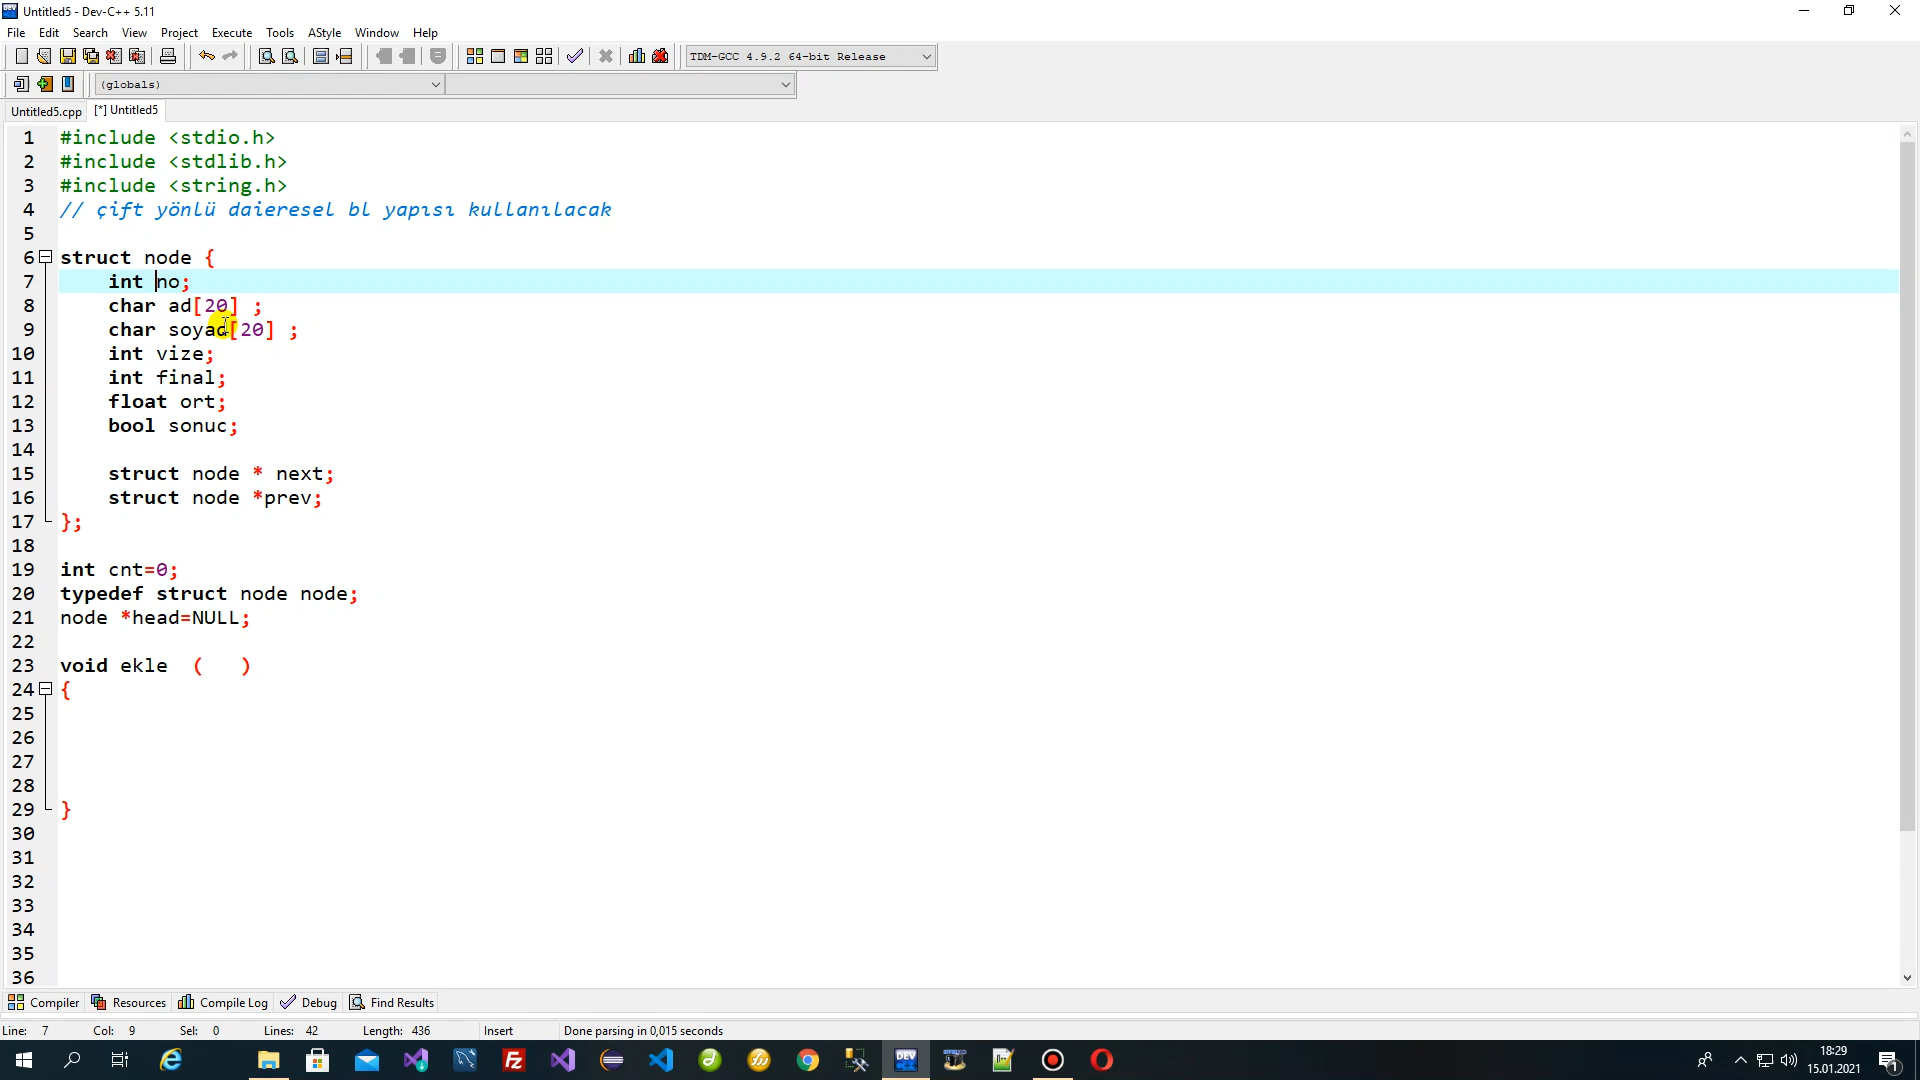 Untitled5 - Dev-C++ 5.11
File Edit Search View Project Execute Tools AStyle Window Help
TDM-GCC 4.9.2 64-bit Release
(globals)
Untitled5.cpp [*] Untitled5
1 #include <stdio.h>
2 #include <stdlib.h>
3 #include <string.h>
4 // çift yönlü daieresel bl yapısı kullanılacak
5
6 struct node {
7 int no;
8 char ad[20] ;
9 char soyad[20] ;
10 int vize;
11 int final;
12 float ort;
13 bool sonuc;
14
15 struct node * next;
16 struct node *prev;
17 };
18
19 int cnt=0;
20 typedef struct node node;
21 node *head=NULL;
22
23 void ekle ( )
24 {
25
26
27
28
29 }
30
31
32
33
34
35
36
Compiler Resources Compile Log Debug Find Results
Line: 7 Col: 9 Sel: 0 Lines: 42 Length: 436 Insert Done parsing in 0,015 seconds
DEV
18:29
15.01.2021
1